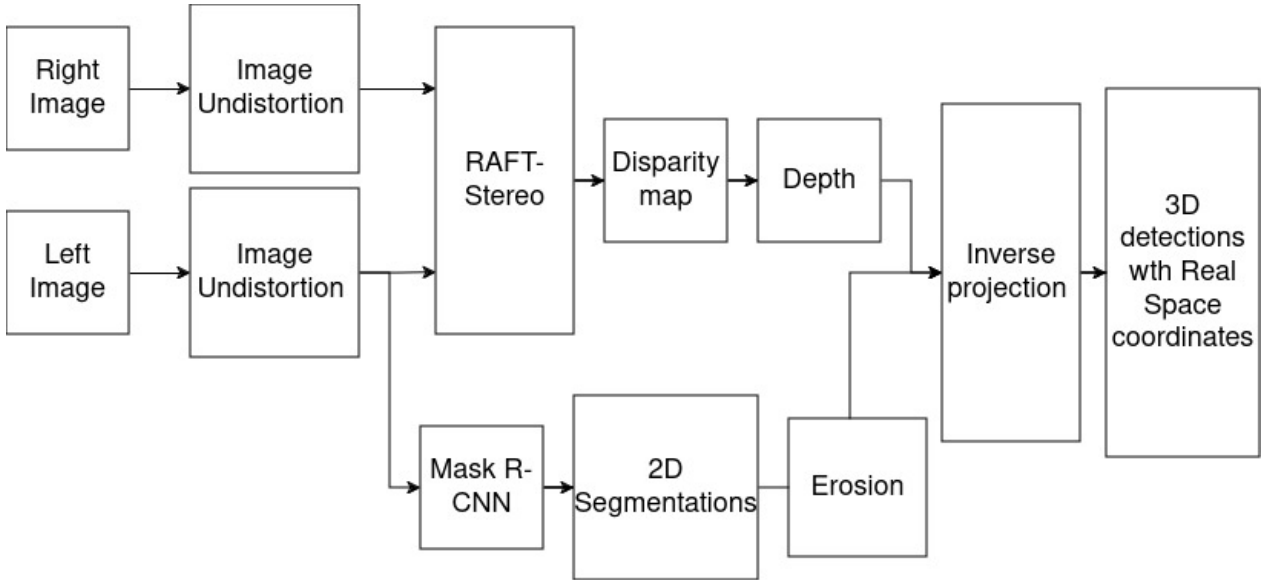 Right
Image
Image
Undistortion
Left
Image
Image
Undistortion
RAFT-
Stereo
Disparity
map
Depth
Mask R-
CNN
2D
Segmentations
Erosion
Inverse
projection
3D
detections
wth Real
Space
coordinates